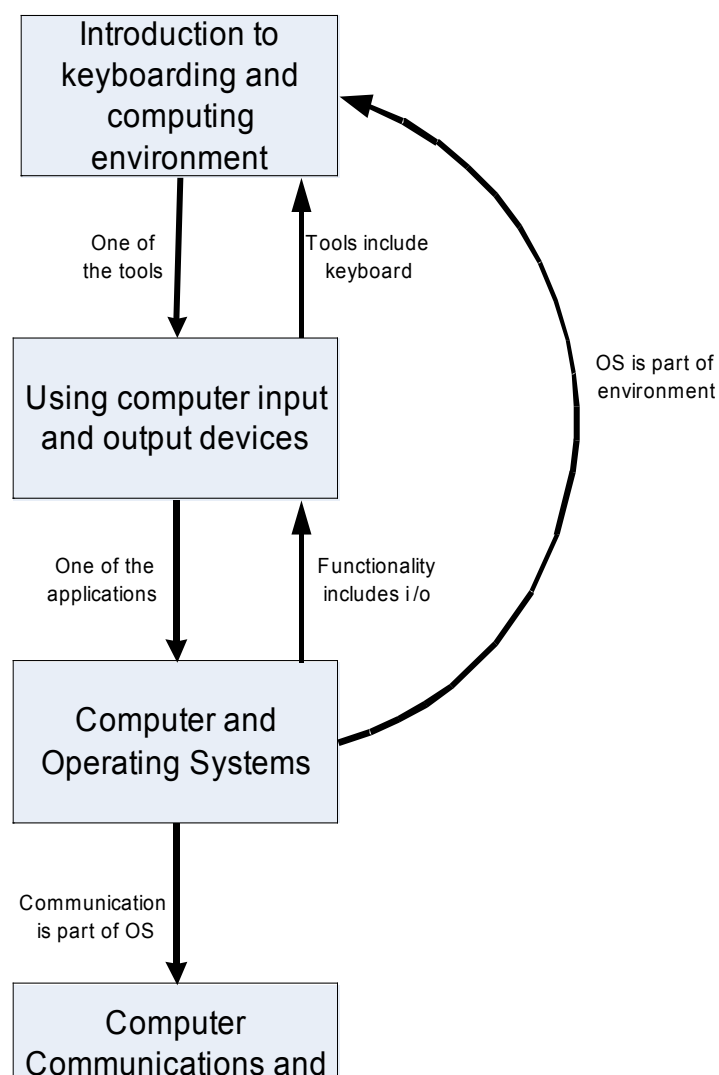 Introduction to
keyboarding and
computing
environment
One of
the tools
Tools include
keyboard
Using computer input
and output devices
OS is part of
environment
One of the
applications
Functionality
includes i/o
Computer and
Operating Systems
Communication
is part of OS
Computer
Communications and